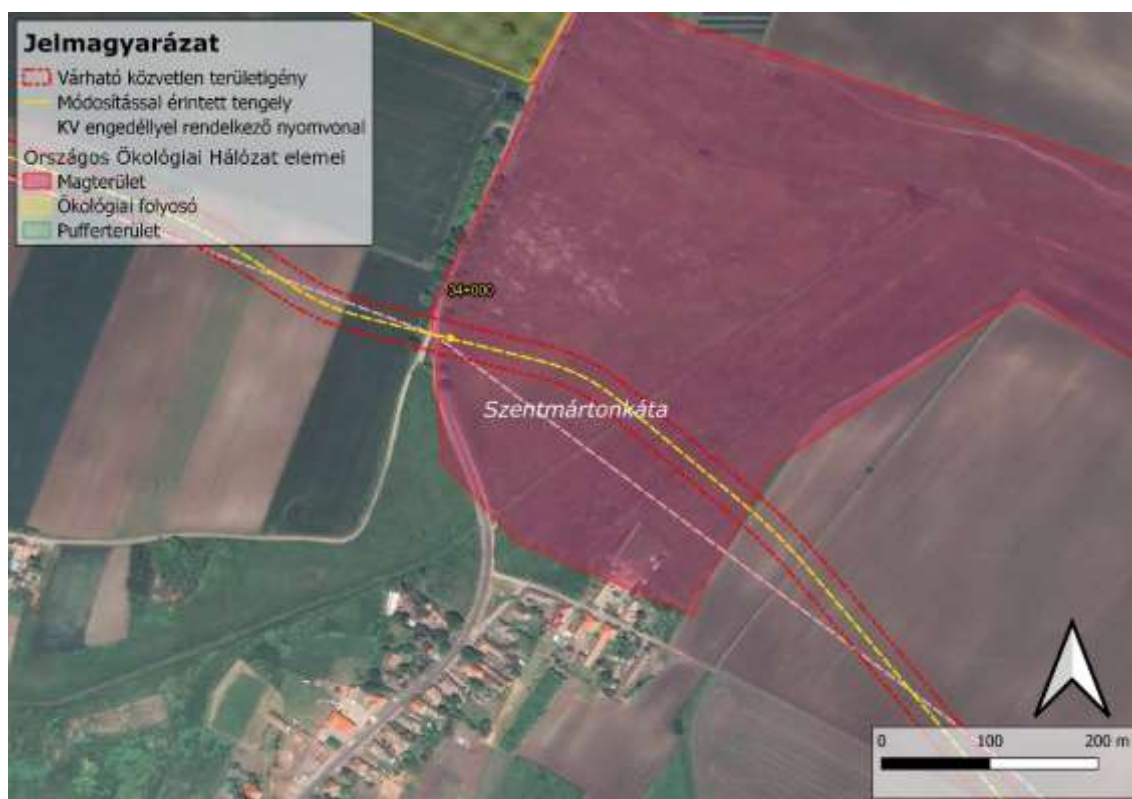 Jelmagyarázat
Várható közvetlen területigény
Módosítással érintett tengely
KV engedéllyel rendelkező nyomvonal
Országos Ökológiai Hálózat elemei
Magterület
Ökológiai folyosó
Pufferterület
34+000
Szentmártonkáta
0 100 200 m